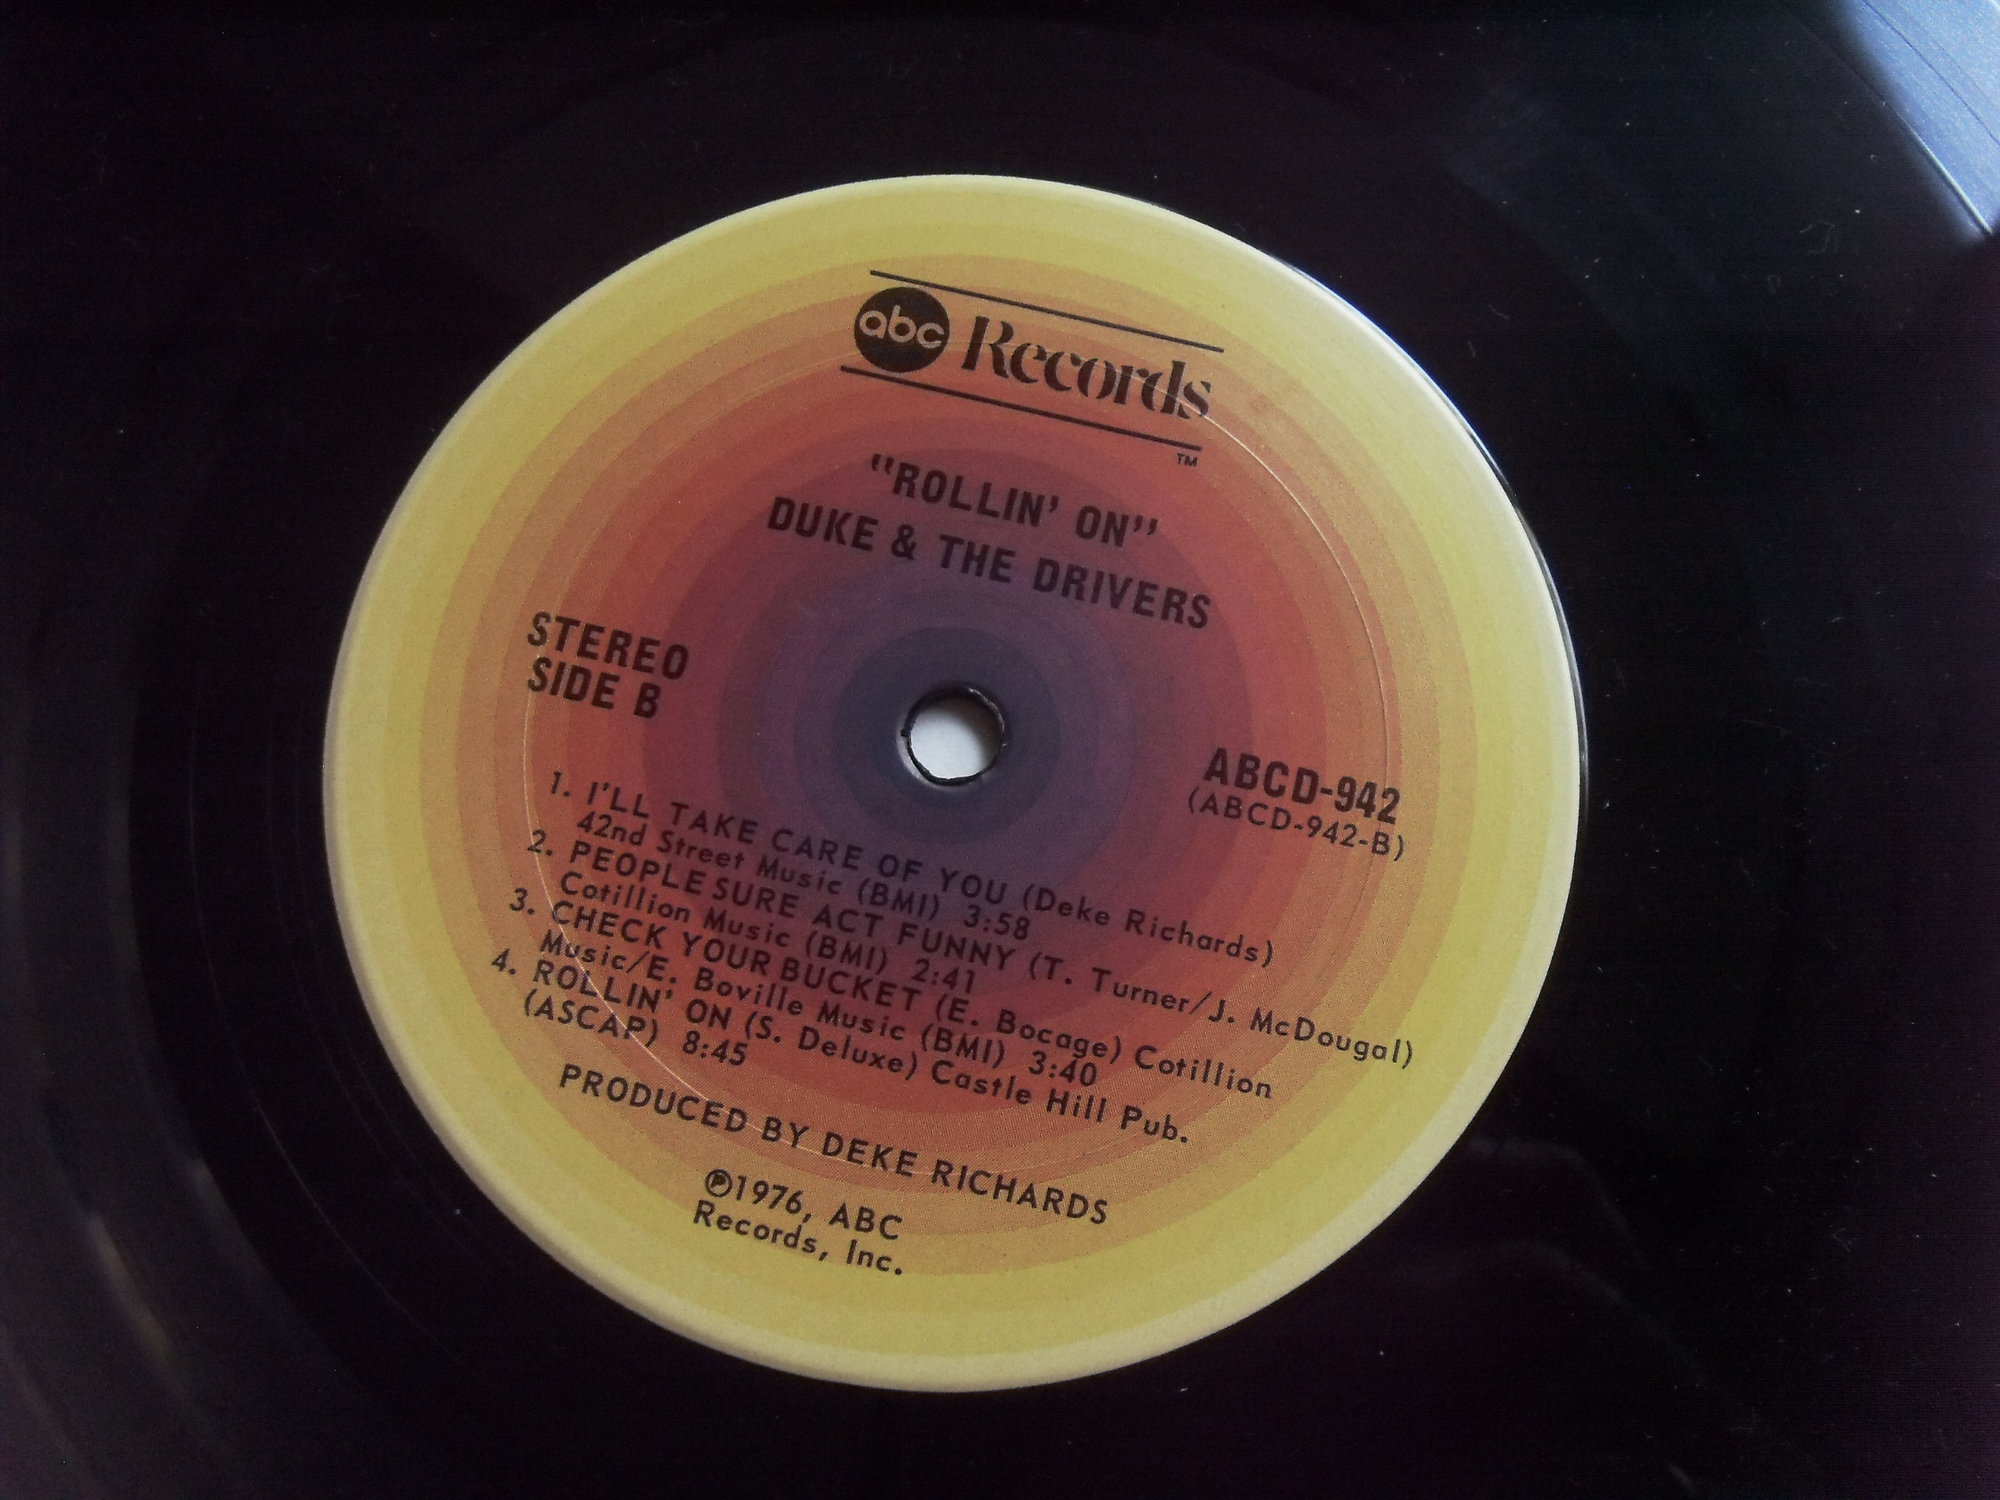 abc Records
TM
"ROLLIN' ON"
DUKE & THE DRIVERS
STEREO
SIDE B
ABCD-942
(ABCD-942-B)
1. I'LL TAKE CARE OF YOU (Deke Richards)
42nd Street Music (BMI) 3:58
2. PEOPLE SURE ACT FUNNY (T. Turner/J. McDougal)
Cotillion Music (BMI) 2:41
3. CHECK YOUR BUCKET (E. Bocage) Cotillion
Music/E. Boville Music (BMI) 3:40
4. ROLLIN' ON (S. Deluxe) Castle Hill Pub.
(ASCAP) 8:45
PRODUCED BY DEKE RICHARDS
℗1976, ABC
Records, Inc.